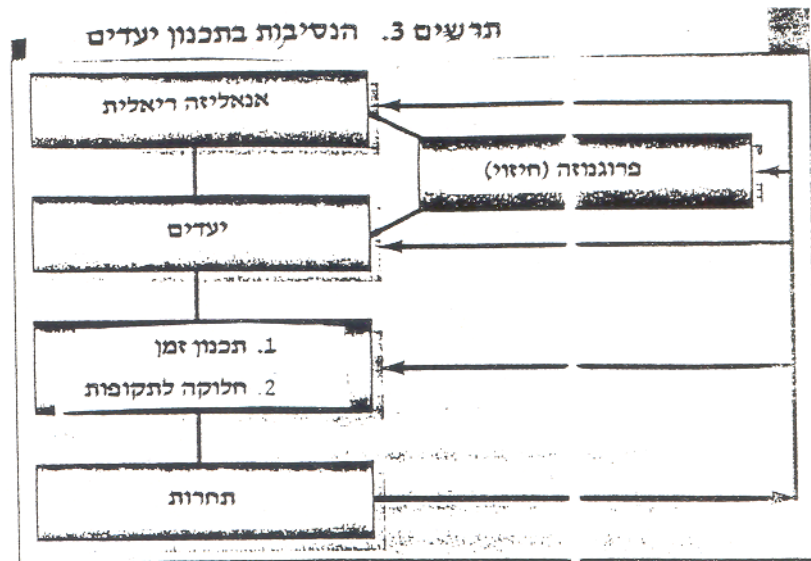 תרשים 3. הנסיבות בתכנון יעדים
אנאליזה ריאלית
פרוגנוזה (חיזוי)
יעדים
1. תכנון זמן
2. חלוקה לתקופות
תחרות